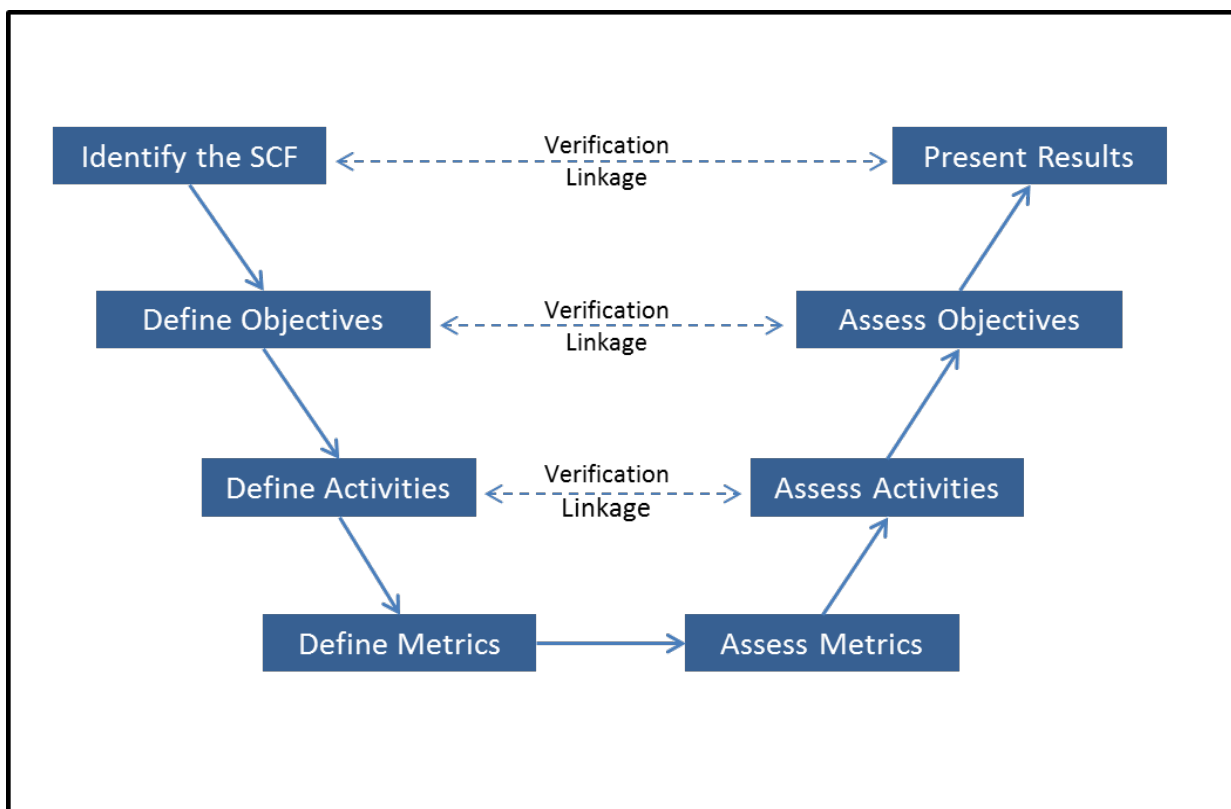 Identify the SCF
Verification
Linkage
Present Results
Define Objectives
Verification
Linkage
Assess Objectives
Define Activities
Verification
Linkage
Assess Activities
Define Metrics
Assess Metrics